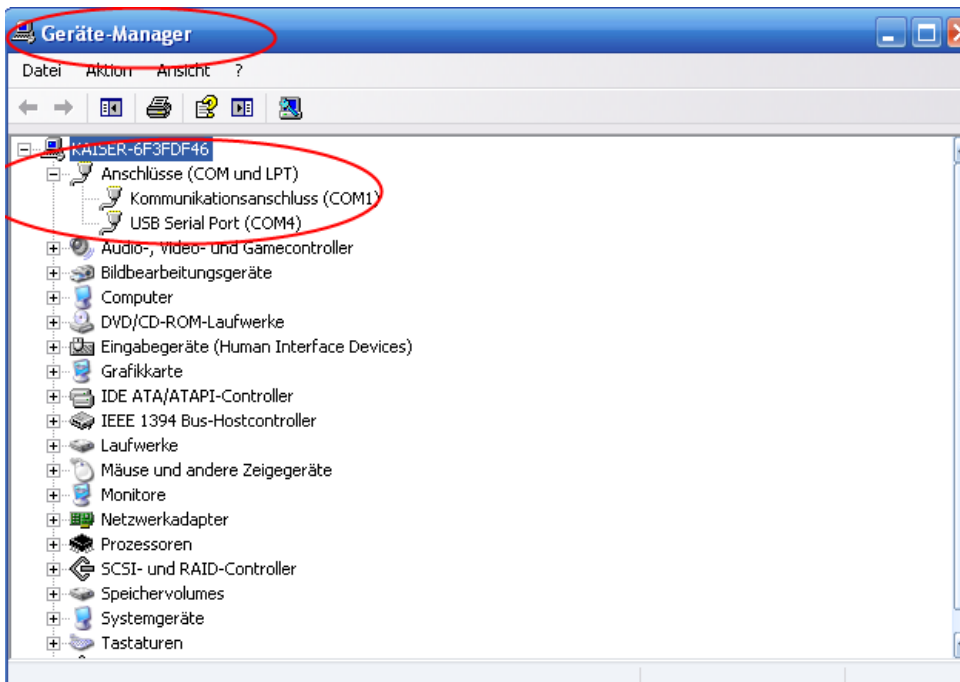 Geräte-Manager
Datei Aktion Ansicht ?
KAISER-6F3FDF46
Anschlüsse (COM und LPT)
Kommunikationsanschluss (COM1)
USB Serial Port (COM4)
Audio-, Video- und Gamecontroller
Bildbearbeitungsgeräte
Computer
DVD/CD-ROM-Laufwerke
Eingabegeräte (Human Interface Devices)
Grafikkarte
IDE ATA/ATAPI-Controller
IEEE 1394 Bus-Hostcontroller
Laufwerke
Mäuse und andere Zeigegeräte
Monitore
Netzwerkadapter
Prozessoren
SCSI- und RAID-Controller
Speichervolumes
Systemgeräte
Tastaturen